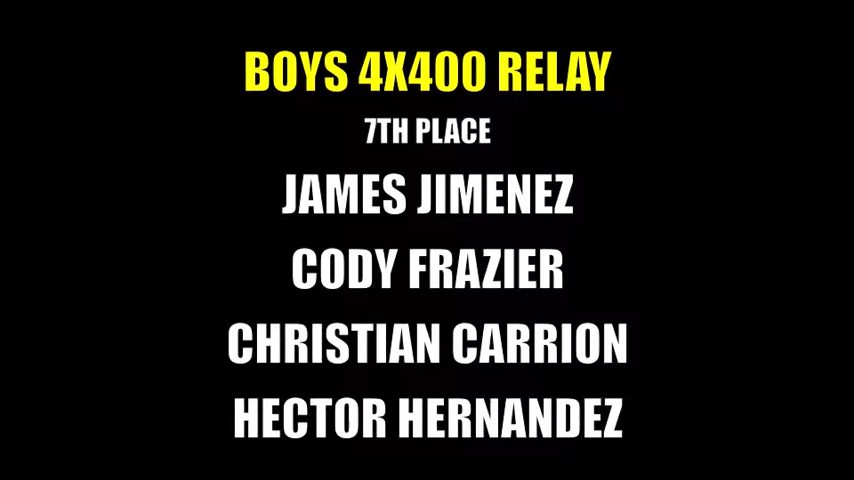 BOYS 4X400 RELAY
7TH PLACE
JAMES JIMENEZ
CODY FRAZIER
CHRISTIAN CARRION
HECTOR HERNANDEZ